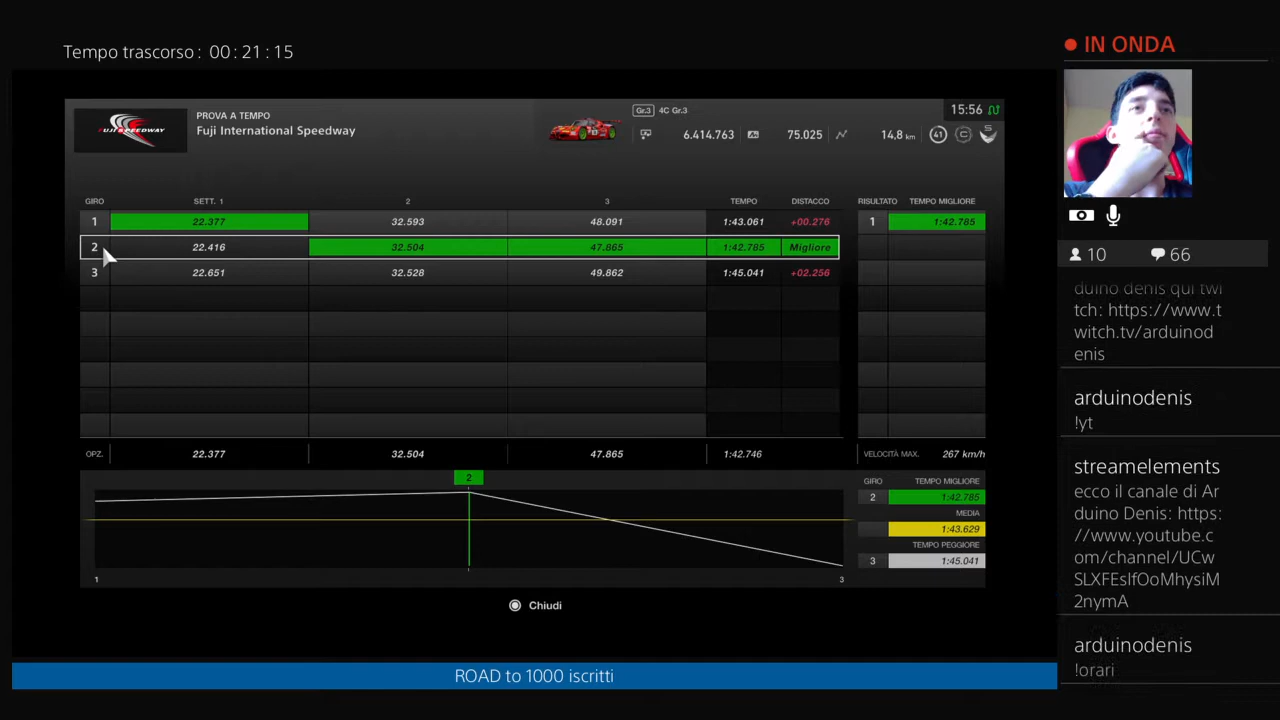 Tempo trascorso: 00:21:15
IN ONDA
FUJI SPEEDWAY
PROVA A TEMPO
Fuji International Speedway
Gr.3 4C Gr.3
15:56
6.414.763 75.025 14,8 km 41 C S
GIRO SETT. 1 2 3 TEMPO DISTACCO RISULTATO TEMPO MIGLIORE
1 22.377 32.593 48.091 1:43.061 +00.276 1 1:42.785
2 22.416 32.504 47.865 1:42.785 Migliore
3 22.651 32.528 49.862 1:45.041 +02.256
OPZ. 22.377 32.504 47.865 1:42.746 VELOCITÀ MAX. 267 km/h
2
GIRO TEMPO MIGLIORE
2 1:42.785
MEDIA
1:43.629
TEMPO PEGGIORE
3 1:45.041
1 3
Chiudi
ROAD to 1000 iscritti
10 66
duino denis qui twi
tch: https://www.t
witch.tv/arduinod
enis
arduinodenis
!yt
streamelements
ecco il canale di Ar
duino Denis: https:
//www.youtube.c
om/channel/UCw
SLXFEsIfOoMhysiM
2nymA
arduinodenis
!orari